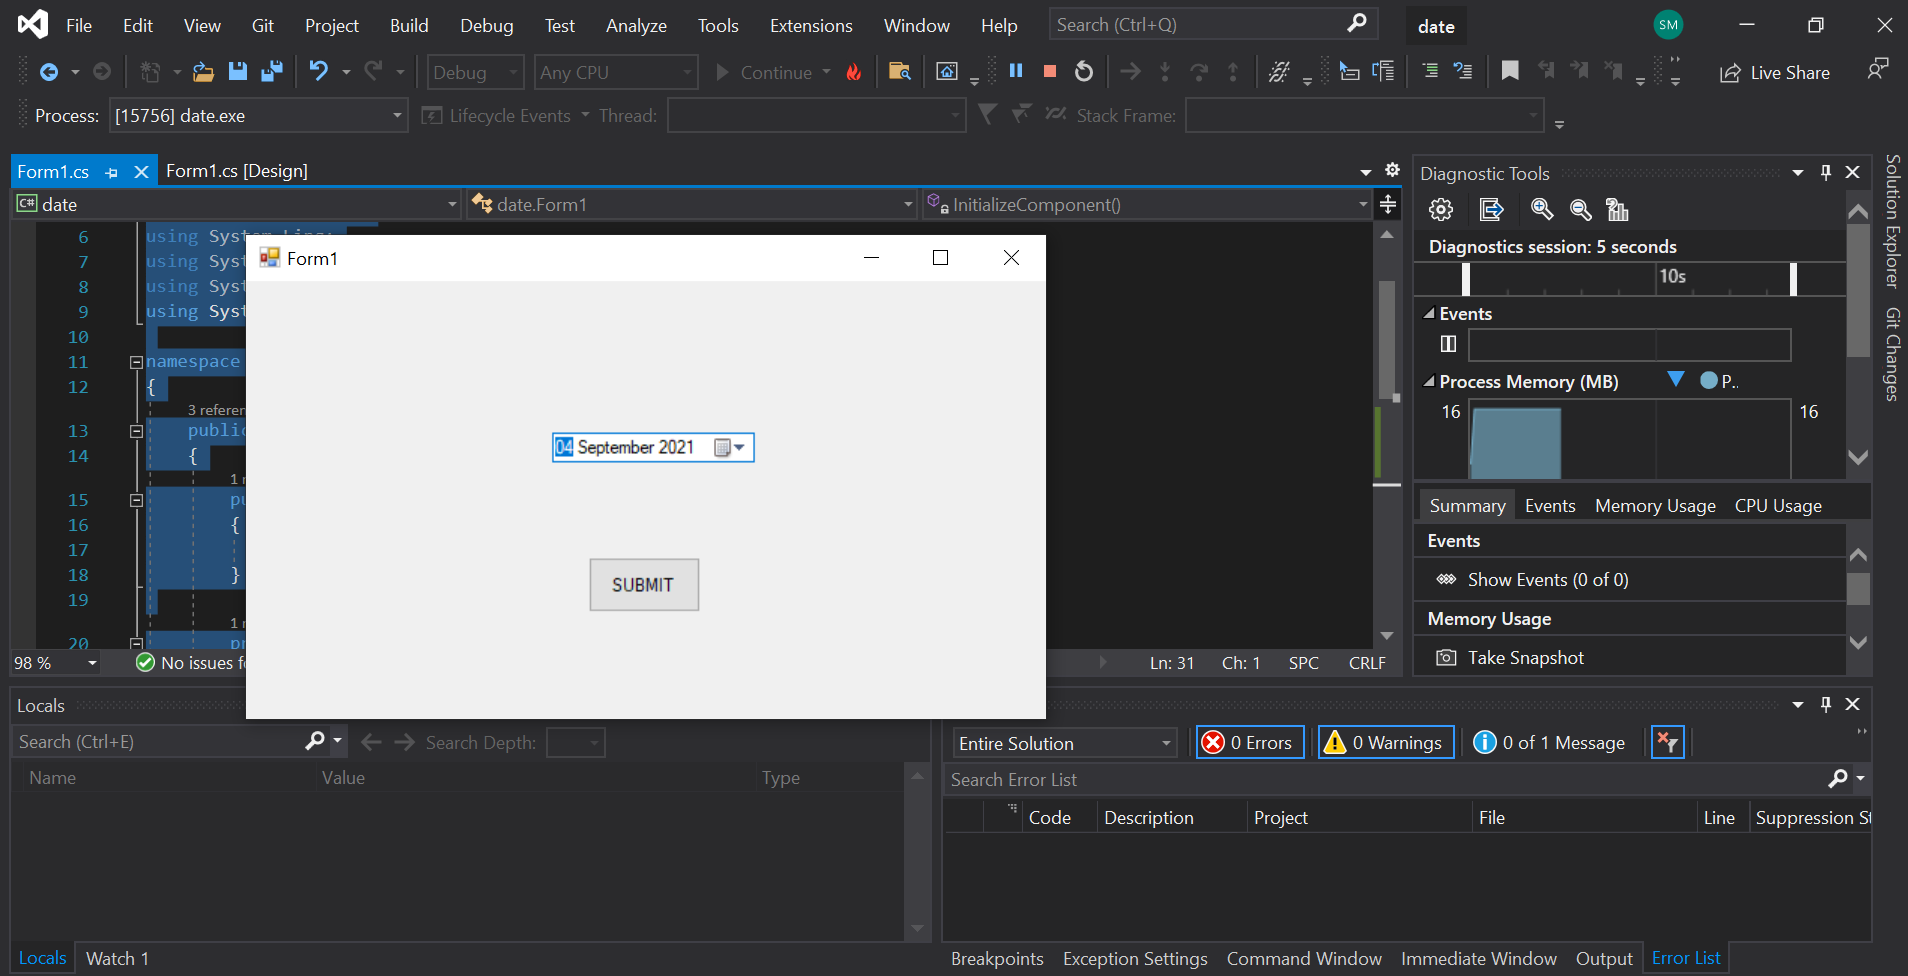 File Edit View Git Project Build Debug Test Analyze Tools Extensions Window Help Search (Ctrl+Q) date SM
Debug Any CPU Continue Live Share
Process: [15756] date.exe Lifecycle Events Thread: Stack Frame:
Form1.cs Form1.cs [Design]
C# date date.Form1 InitializeComponent()
6 using
7 using Syst
8 using Syst
9 using Syst
10
11 namespace
12 {
3 referen
13 public
14 {
1
15 pu
16 {
17
18 }
19
1
20 pr
98 % No issues Ln: 31 Ch: 1 SPC CRLF
Form1
04 September 2021
SUBMIT
Diagnostic Tools
Diagnostics session: 5 seconds
10s
Events
Process Memory (MB) P..
16 16
Summary Events Memory Usage CPU Usage
Events
Show Events (0 of 0)
Memory Usage
Take Snapshot
Solution Explorer
Git Changes
Locals
Search (Ctrl+E) Search Depth:
Name Value Type
Locals Watch 1
Entire Solution 0 Errors 0 Warnings 0 of 1 Message
Search Error List
Code Description Project File Line Suppression St
Breakpoints Exception Settings Command Window Immediate Window Output Error List